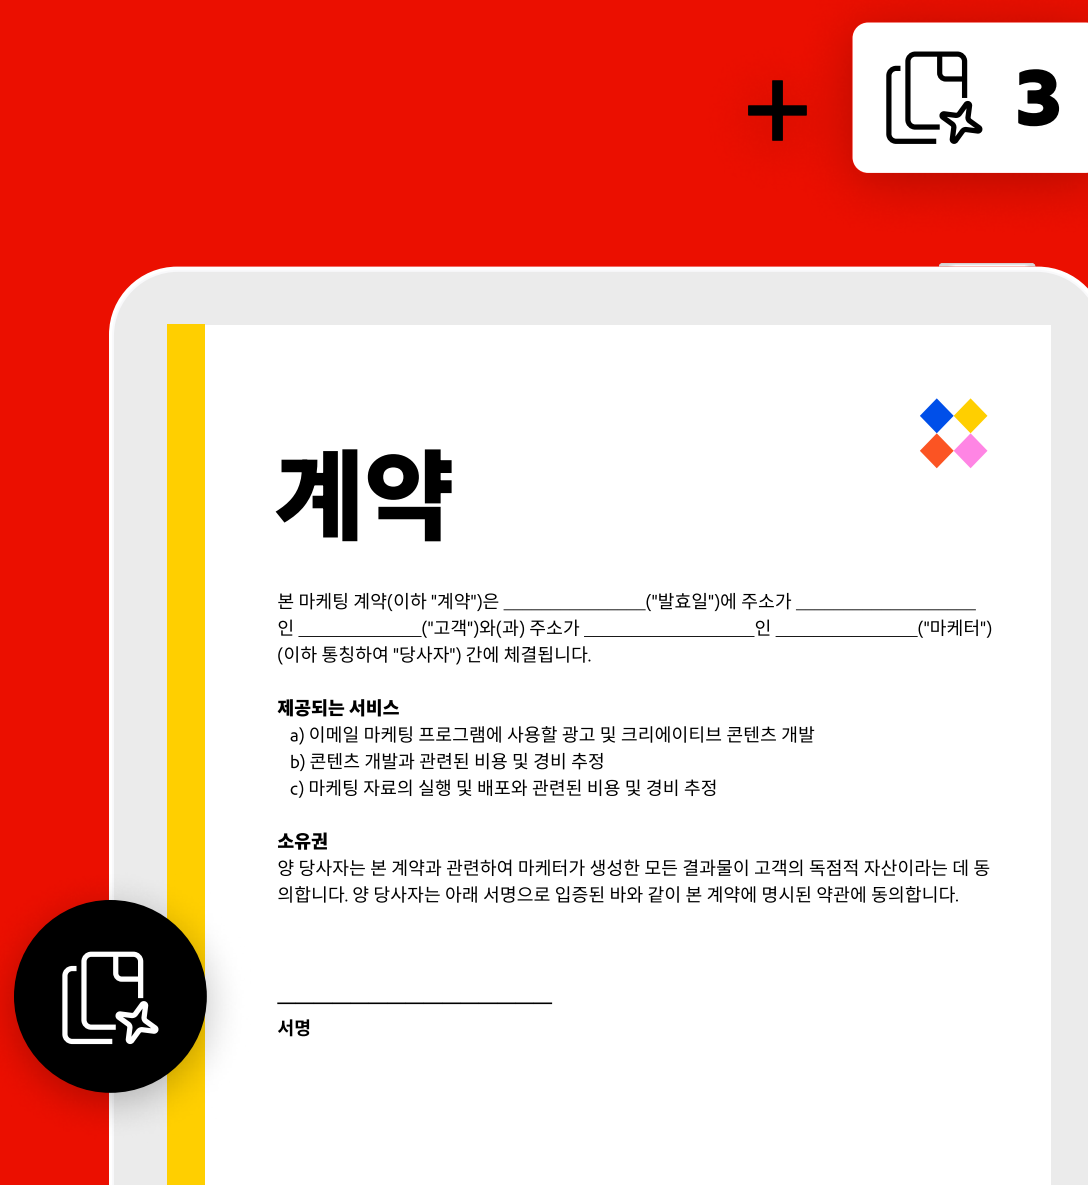 + 3
계약
본 마케팅 계약(이하 "계약")은 _______________("발효일")에 주소가 ___________________
인 _____________("고객")와(과) 주소가 __________________인 _______________("마케터")
(이하 통칭하여 "당사자") 간에 체결됩니다.
제공되는 서비스
a) 이메일 마케팅 프로그램에 사용할 광고 및 크리에이티브 콘텐츠 개발
b) 콘텐츠 개발과 관련된 비용 및 경비 추정
c) 마케팅 자료의 실행 및 배포와 관련된 비용 및 경비 추정
소유권
양 당사자는 본 계약과 관련하여 마케터가 생성한 모든 결과물이 고객의 독점적 자산이라는 데 동
의합니다. 양 당사자는 아래 서명으로 입증된 바와 같이 본 계약에 명시된 약관에 동의합니다.
서명